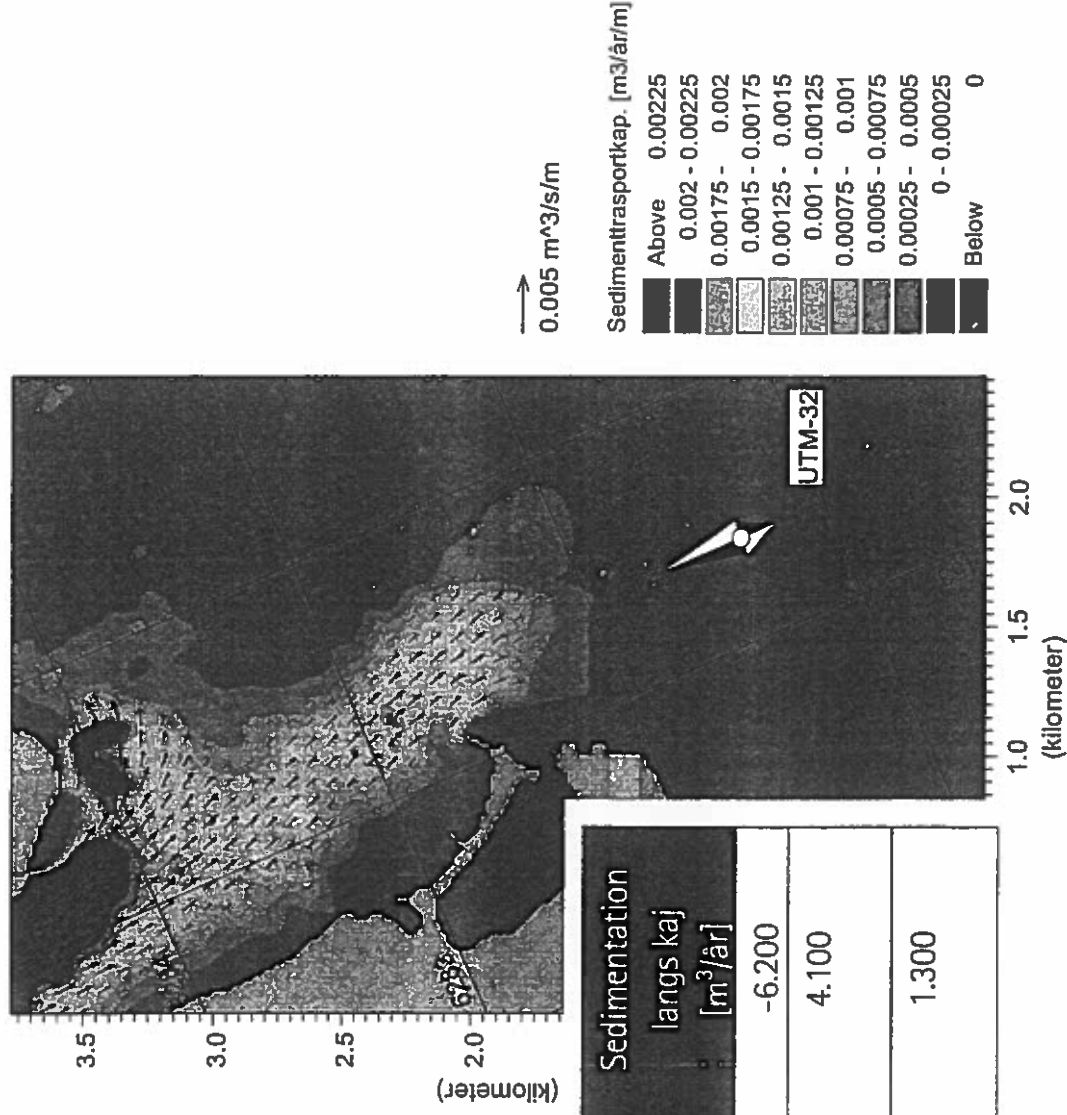 3.5
3.0
2.5
2.0
(kilometer)
1.0
1.5
2.0
(kilometer)
UTM-32
0.005 m^3/s/m
Sedimenttrasportkap. [m3/år/m]
Above 0.00225
0.002 - 0.00225
0.00175 - 0.002
0.0015 - 0.00175
0.00125 - 0.0015
0.001 - 0.00125
0.00075 - 0.001
0.0005 - 0.00075
0.00025 - 0.0005
0 - 0.00025
Below 0
Sedimentation
langs kaj
[m³/år]
-6.200
4.100
1.300